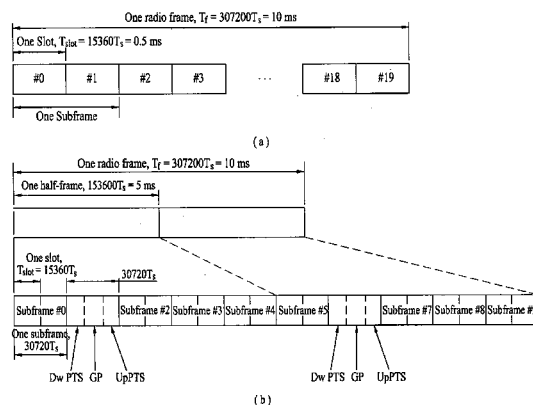 One radio frame, Tf = 307200Ts = 10 ms
One Slot, Tslot = 15360Ts = 0.5 ms
#0 #1 #2 #3 ... #18 #19
One Subframe
(a)
One radio frame, Tf = 307200Ts = 10 ms
One half-frame, 153600Ts = 5 ms
One slot,
Tslot = 15360Ts
30720Ts
Subframe #0 Subframe #2 Subframe #3 Subframe #4 Subframe #5 Subframe #7 Subframe #8
One subframe,
30720Ts
Dw PTS GP UpPTS Dw PTS GP UpPTS
(b)